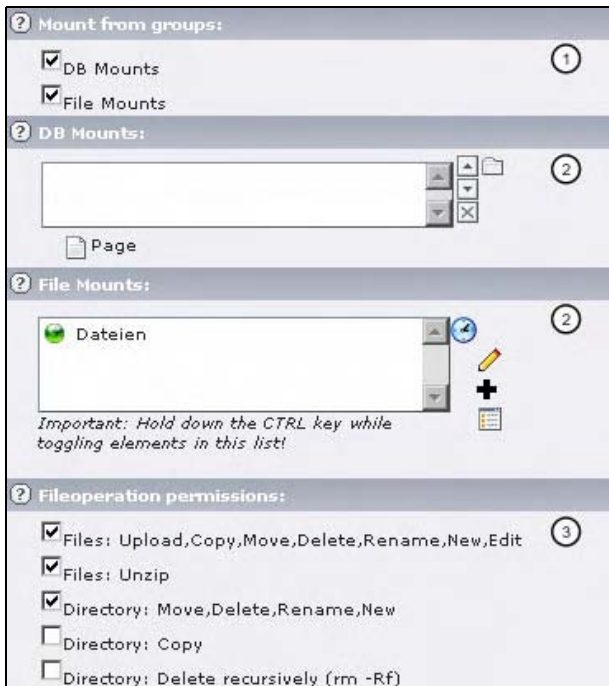 ? Mount from groups:
DB Mounts 1
File Mounts
? DB Mounts:
2
Page
? File Mounts:
2
Dateien
Important: Hold down the CTRL key while
toggling elements in this list!
? Fileoperation permissions:
Files: Upload,Copy,Move,Delete,Rename,New,Edit 3
Files: Unzip
Directory: Move,Delete,Rename,New
Directory: Copy
Directory: Delete recursively (rm -Rf)